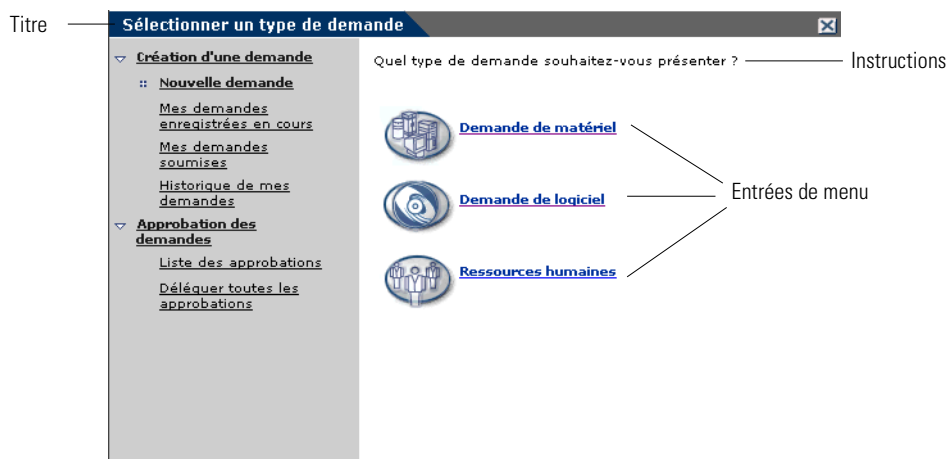 Titre
Sélectionner un type de demande
Création d'une demande
Nouvelle demande
Mes demandes
enregistrées en cours
Mes demandes
soumises
Historique de mes
demandes
Approbation des
demandes
Liste des approbations
Déléguer toutes les
approbations
Quel type de demande souhaitez-vous présenter ?
Instructions
Demande de matériel
Demande de logiciel
Ressources humaines
Entrées de menu